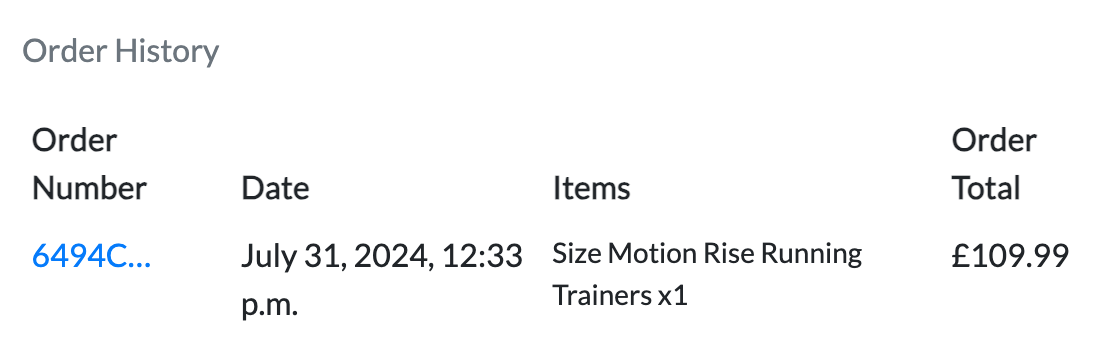 Order History
Order
Number
Date
Items
Order
Total
6494C...
July 31, 2024, 12:33
p.m.
Size Motion Rise Running
Trainers x1
£109.99